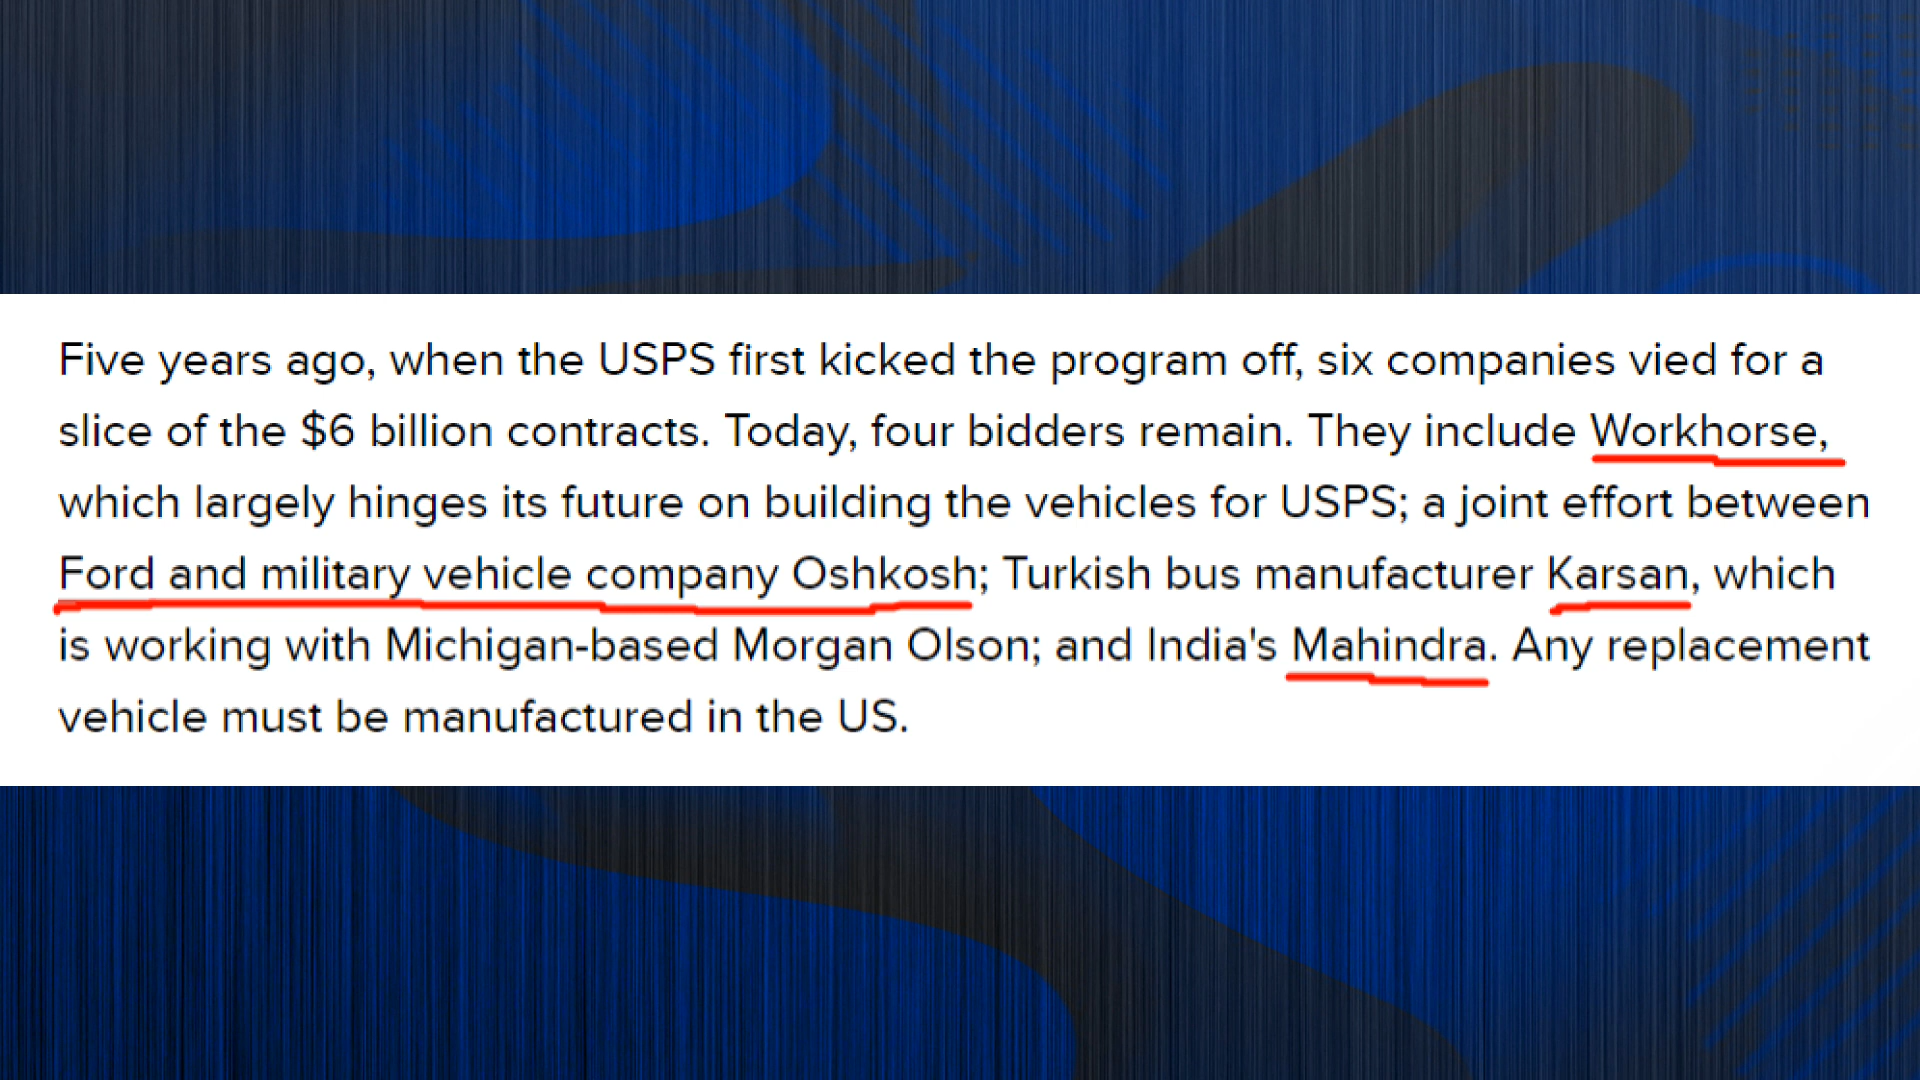 Five years ago, when the USPS first kicked the program off, six companies vied for a
slice of the $6 billion contracts. Today, four bidders remain. They include Workhorse,
which largely hinges its future on building the vehicles for USPS; a joint effort between
Ford and military vehicle company Oshkosh; Turkish bus manufacturer Karsan, which
is working with Michigan-based Morgan Olson; and India's Mahindra. Any replacement
vehicle must be manufactured in the US.